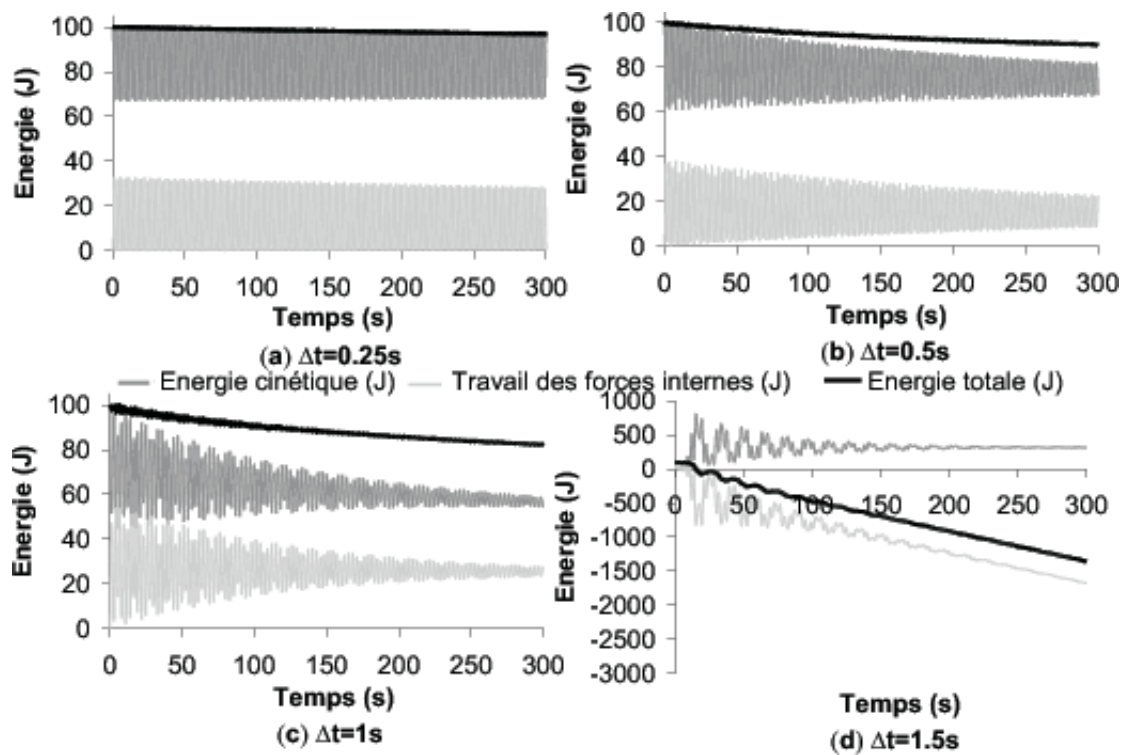 Energie (J)
100
80
60
40
20
0
0 50 100 150 200 250 300
Temps (s)
(a) Δt=0.25s
Energie (J)
100
80
60
40
20
0
0 50 100 150 200 250 300
Temps (s)
(b) Δt=0.5s
Energie cinétique (J) Travail des forces internes (J) Energie totale (J)
Energie (J)
100
80
60
40
20
0
0 50 100 150 200 250 300
Temps (s)
(c) Δt=1s
Energie (J)
1000
500
0
-500
-1000
-1500
-2000
-2500
-3000
0 50 100 150 200 250 300
Temps (s)
(d) Δt=1.5s